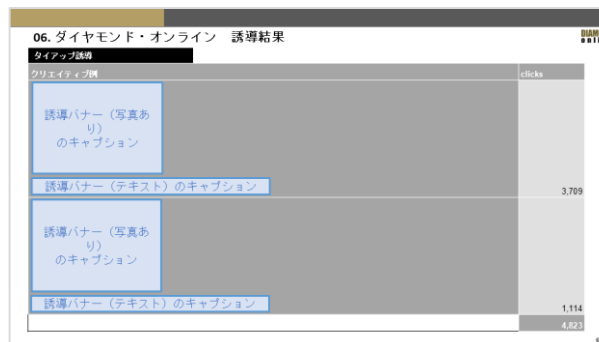 06. ダイヤモンド・オンライン　誘導結果
DIAM
onli
タイアップ誘導
クリエイティブ例 clicks
誘導バナー（写真あ
り）
のキャプション
誘導バナー（テキスト）のキャプション
3,709
誘導バナー（写真あ
り）
のキャプション
誘導バナー（テキスト）のキャプション
1,114
4,823